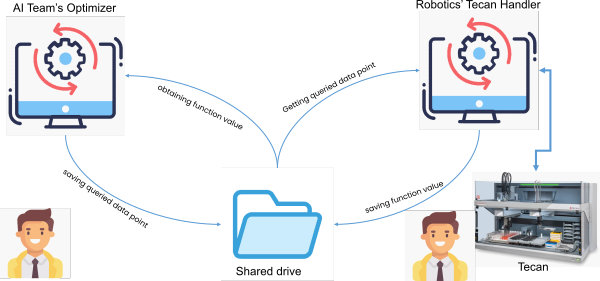 AI Team's Optimizer
Robotics' Tecan Handler
obtaining function value
Getting queried data point
saving queried data point
saving function value
Shared drive
Tecan